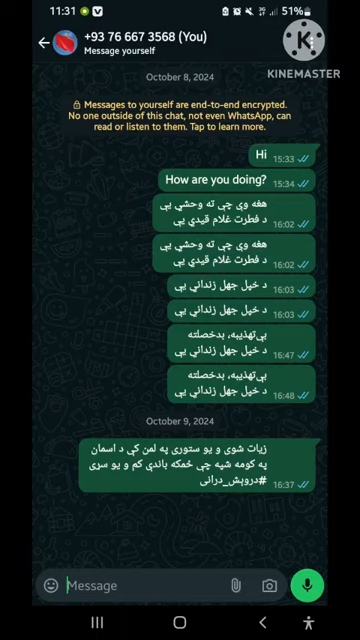 11:31
51%
+93 76 667 3568 (You)
Message yourself
KINEMASTER
October 8, 2024
Messages to yourself are end-to-end encrypted.
No one outside of this chat, not even WhatsApp, can
read or listen to them. Tap to learn more.
Hi
15:33
How are you doing?
15:34
هغه وي چي ته وحشي يې
د فطرت غلام قيدي يې
16:02
هغه وي چي ته وحشي يې
د فطرت غلام قيدي يې
16:02
د خپل جهل زنداني يې
16:03
د خپل جهل زنداني يې
16:03
بې‌تهذيبه، بدخصلته
د خپل جهل زنداني يې
16:47
بې‌تهذيبه، بدخصلته
د خپل جهل زنداني يې
16:48
October 9, 2024
زيات شوی و يو ستوری په لمن کې د اسمان
په کومه شپه چي ځمکه باندي کم و يو سړی
#دروېش_درانی
16:37
Message